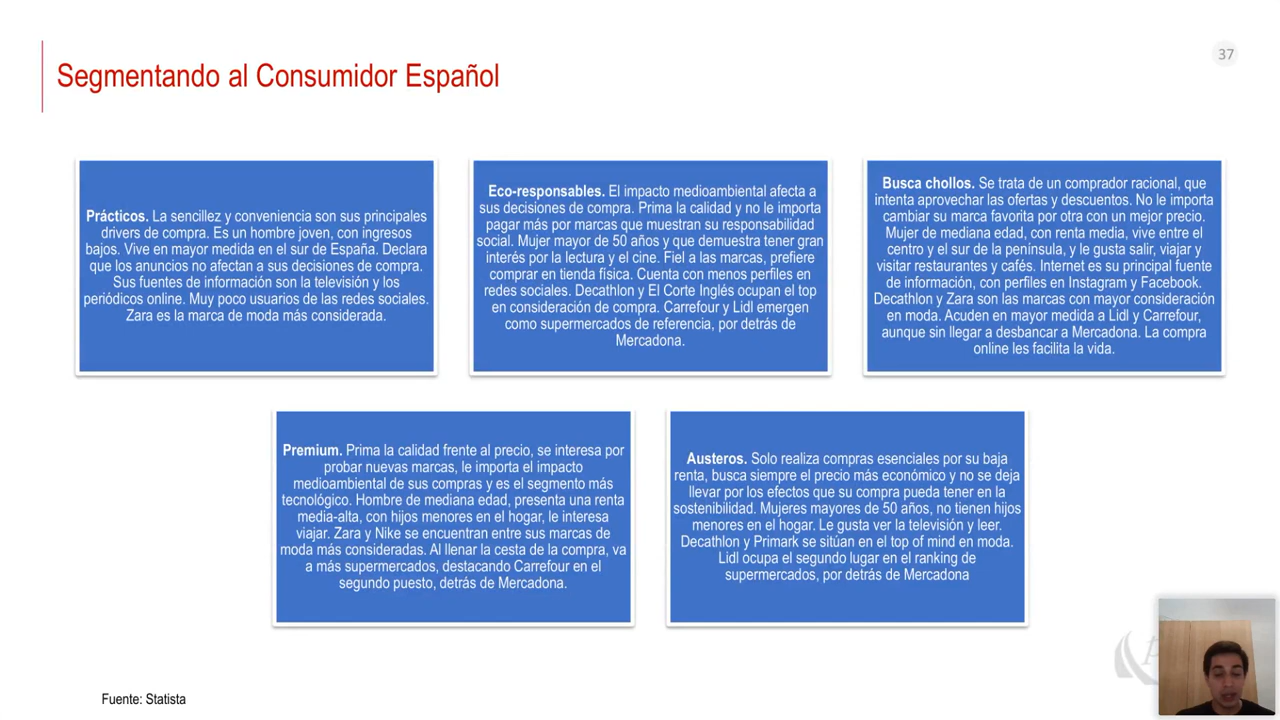 37
Segmentando al Consumidor Español
Prácticos. La sencillez y conveniencia son sus principales
drivers de compra. Es un hombre joven, con ingresos
bajos. Vive en mayor medida en el sur de España. Declara
que los anuncios no afectan a sus decisiones de compra.
Sus fuentes de información son la televisión y los
periódicos online. Muy poco usuarios de las redes sociales.
Zara es la marca de moda más considerada.
Eco-responsables. El impacto medioambiental afecta a
sus decisiones de compra. Prima la calidad y no le importa
pagar más por marcas que muestran su responsabilidad
social. Mujer mayor de 50 años y que demuestra tener gran
interés por la lectura y el cine. Fiel a las marcas, prefiere
comprar en tienda física. Cuenta con menos perfiles en
redes sociales. Decathlon y El Corte Inglés ocupan el top
en consideración de compra. Carrefour y Lidl emergen
como supermercados de referencia, por detrás de
Mercadona.
Busca chollos. Se trata de un comprador racional, que
intenta aprovechar las ofertas y descuentos. No le importa
cambiar su marca favorita por otra con un mejor precio.
Mujer de mediana edad, con renta media, vive entre el
centro y el sur de la península, y le gusta salir, viajar y
visitar restaurantes y cafés. Internet es su principal fuente
de información, con perfiles en Instagram y Facebook.
Decathlon y Zara son las marcas con mayor consideración
en moda. Acuden en mayor medida a Lidl y Carrefour,
aunque sin llegar a desbancar a Mercadona. La compra
online les facilita la vida.
Premium. Prima la calidad frente al precio, se interesa por
probar nuevas marcas, le importa el impacto
medioambiental de sus compras y es el segmento más
tecnológico. Hombre de mediana edad, presenta una renta
media-alta, con hijos menores en el hogar, le interesa
viajar. Zara y Nike se encuentran entre sus marcas de
moda más consideradas. Al llenar la cesta de la compra, va
a más supermercados, destacando Carrefour en el
segundo puesto, detrás de Mercadona.
Austeros. Solo realiza compras esenciales por su baja
renta, busca siempre el precio más económico y no se deja
llevar por los efectos que su compra pueda tener en la
sostenibilidad. Mujeres mayores de 50 años, no tienen hijos
menores en el hogar. Le gusta ver la televisión y leer.
Decathlon y Primark se sitúan en el top of mind en moda.
Lidl ocupa el segundo lugar en el ranking de
supermercados, por detrás de Mercadona
Fuente: Statista